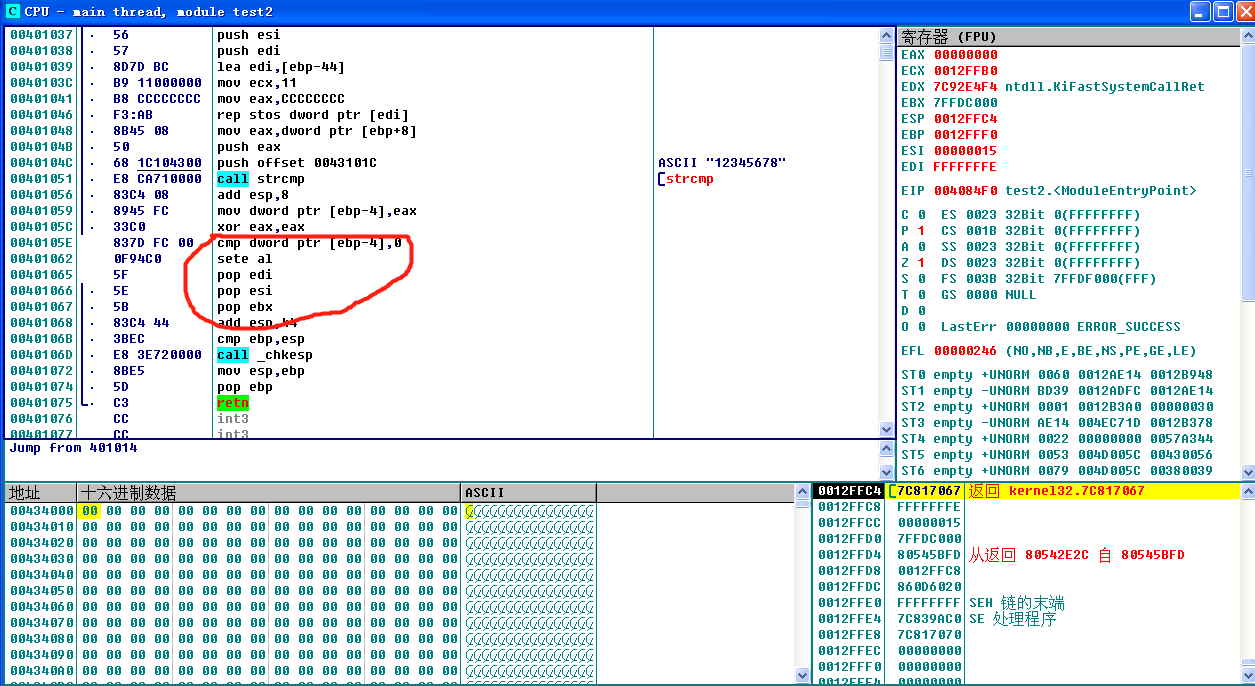 C CPU - main thread, module test2
00401037 . 56 push esi
00401038 . 57 push edi
00401039 . 8D7D BC lea edi,[ebp-44]
0040103C . B9 11000000 mov ecx,11
00401041 . B8 CCCCCCCC mov eax,CCCCCCCC
00401046 . F3:AB rep stos dword ptr [edi]
00401048 . 8B45 08 mov eax,dword ptr [ebp+8]
0040104B . 50 push eax
0040104C . 68 1C104300 push offset 0043101C ASCII "12345678"
00401051 . E8 CA710000 call strcmp [strcmp
00401056 . 83C4 08 add esp,8
00401059 . 8945 FC mov dword ptr [ebp-4],eax
0040105C . 33C0 xor eax,eax
0040105E 837D FC 00 cmp dword ptr [ebp-4],0
00401062 0F94C0 sete al
00401065 5F pop edi
00401066 . 5E pop esi
00401067 . 5B pop ebx
00401068 . 83C4 44 add esp,44
0040106B . 3BEC cmp ebp,esp
0040106D . E8 3E720000 call _chkesp
00401072 . 8BE5 mov esp,ebp
00401074 . 5D pop ebp
00401075 . C3 retn
00401076 CC int3
00401077 CC int3
Jump from 401014
寄存器 (FPU)
EAX 00000000
ECX 0012FFB0
EDX 7C92E4F4 ntdll.KiFastSystemCallRet
EBX 7FFDC000
ESP 0012FFC4
EBP 0012FFF0
ESI 00000015
EDI FFFFFFFE
EIP 004084F0 test2.<ModuleEntryPoint>
C 0 ES 0023 32Bit 0(FFFFFFFF)
P 1 CS 001B 32Bit 0(FFFFFFFF)
A 0 SS 0023 32Bit 0(FFFFFFFF)
Z 1 DS 0023 32Bit 0(FFFFFFFF)
S 0 FS 003B 32Bit 7FFDF000(FFF)
T 0 GS 0000 NULL
D 0
O 0 LastErr 00000000 ERROR_SUCCESS
EFL 00000246 (NO,NB,E,BE,NS,PE,GE,LE)
ST0 empty +UNORM 0060 0012AE14 0012B948
ST1 empty -UNORM BD39 0012ADFC 0012AE14
ST2 empty +UNORM 0001 0012B3A0 00000030
ST3 empty -UNORM AE14 004EC71D 0012B378
ST4 empty +UNORM 0022 00000000 0057A344
ST5 empty +UNORM 0053 004D005C 00430056
ST6 empty +UNORM 0079 004D005C 00380039
地址 十六进制数据 ASCII
00434000 00 00 00 00 00 00 00 00 00 00 00 00 00 00 00 00
00434010 00 00 00 00 00 00 00 00 00 00 00 00 00 00 00 00
00434020 00 00 00 00 00 00 00 00 00 00 00 00 00 00 00 00
00434030 00 00 00 00 00 00 00 00 00 00 00 00 00 00 00 00
00434040 00 00 00 00 00 00 00 00 00 00 00 00 00 00 00 00
00434050 00 00 00 00 00 00 00 00 00 00 00 00 00 00 00 00
00434060 00 00 00 00 00 00 00 00 00 00 00 00 00 00 00 00
00434070 00 00 00 00 00 00 00 00 00 00 00 00 00 00 00 00
00434080 00 00 00 00 00 00 00 00 00 00 00 00 00 00 00 00
00434090 00 00 00 00 00 00 00 00 00 00 00 00 00 00 00 00
004340A0 00 00 00 00 00 00 00 00 00 00 00 00 00 00 00 00
0012FFC4 [7C817067 返回 kernel32.7C817067
0012FFC8 FFFFFFFE
0012FFCC 00000015
0012FFD0 7FFDC000
0012FFD4 80545BFD 从返回 80542E2C 自 80545BFD
0012FFD8 0012FFC8
0012FFDC 860D6020
0012FFE0 FFFFFFFF SEH 链的末端
0012FFE4 7C839AC0 SE 处理程序
0012FFE8 7C817070
0012FFEC 00000000
0012FFF0 00000000
0012FFF4 00000000